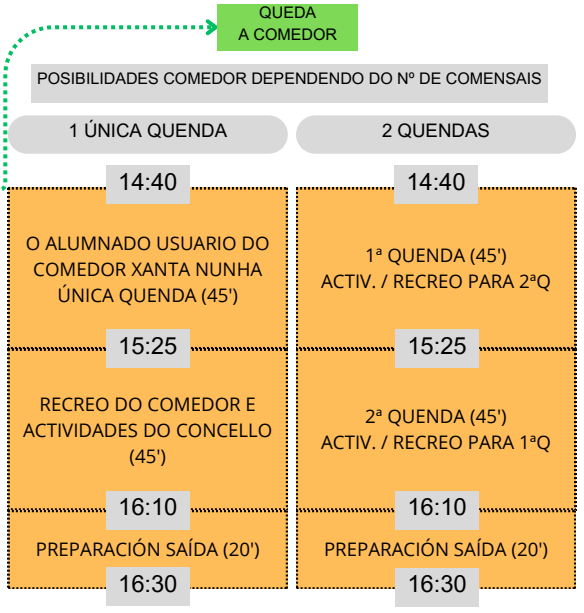 QUEDA
A COMEDOR
POSIBILIDADES COMEDOR DEPENDENDO DO Nº DE COMENSAIS
1 ÚNICA QUENDA
14:40
O ALUMNADO USUARIO DO
COMEDOR XANTA NUNHA
ÚNICA QUENDA (45')
15:25
RECREO DO COMEDOR E
ACTIVIDADES DO CONCELLO
(45')
16:10
PREPARACIÓN SAÍDA (20')
16:30
2 QUENDAS
14:40
1ª QUENDA (45')
ACTIV. / RECREO PARA 2ªQ
15:25
2ª QUENDA (45')
ACTIV. / RECREO PARA 1ªQ
16:10
PREPARACIÓN SAÍDA (20')
16:30